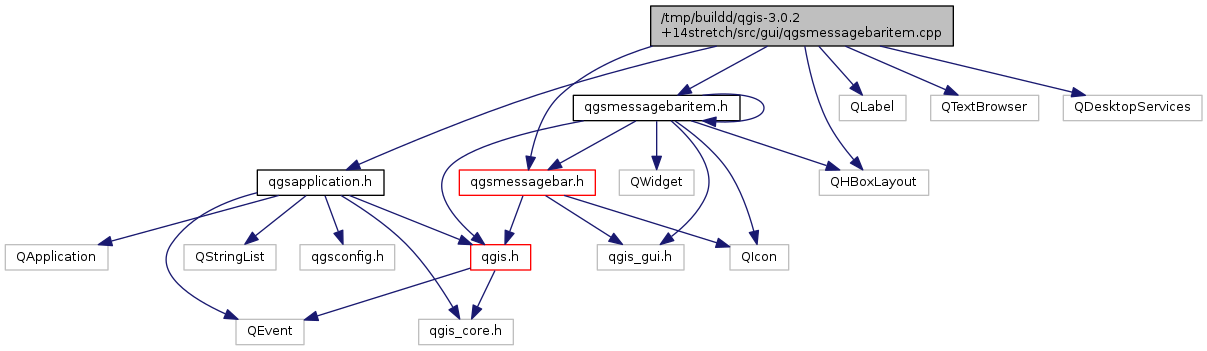 /tmp/buildd/qgis-3.0.2
+14stretch/src/gui/qgsmessagebaritem.cpp
qgsmessagebaritem.h
QLabel
QTextBrowser
QDesktopServices
qgsapplication.h
qgsmessagebar.h
QWidget
QHBoxLayout
QApplication
QStringList
qgsconfig.h
qgis.h
qgis_gui.h
QIcon
QEvent
qgis_core.h